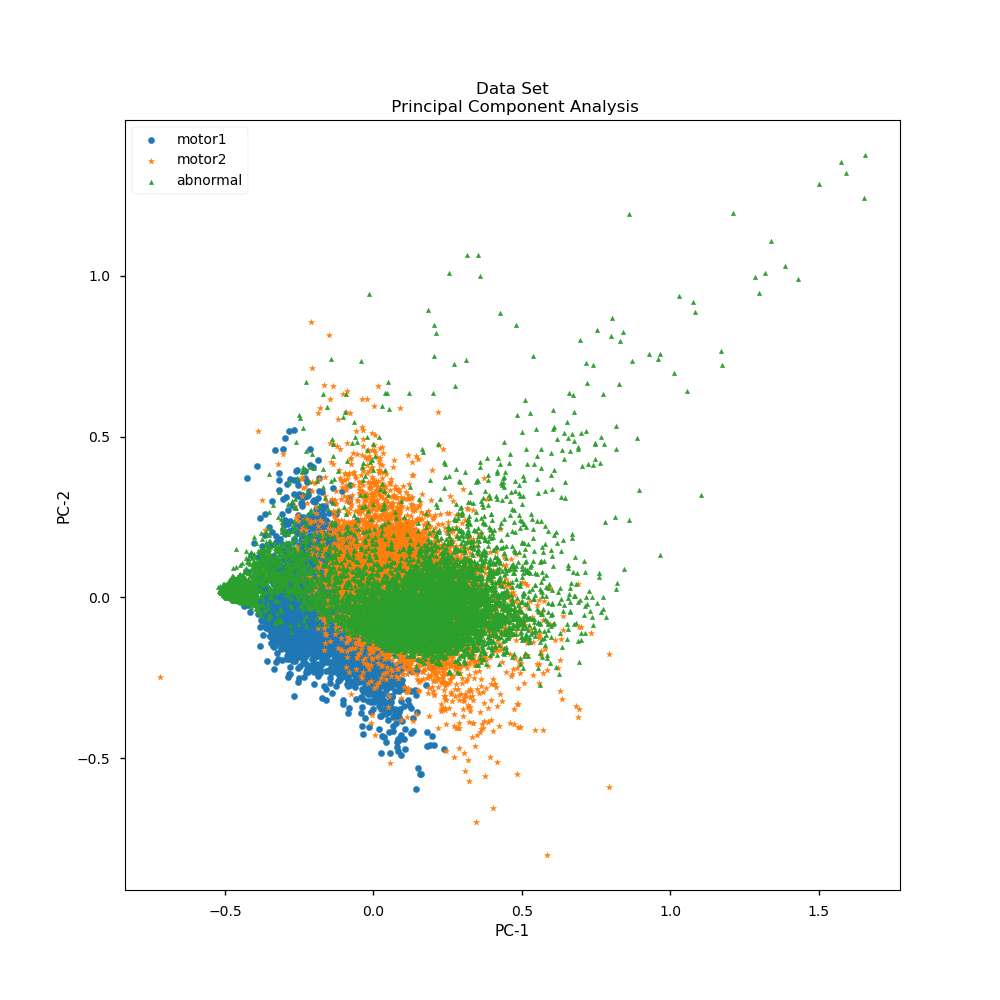 Data Set
Principal Component Analysis
motor1
motor2
abnormal
PC-2
1.0
0.5
0.0
−0.5
−0.5
0.0
0.5
1.0
1.5
PC-1